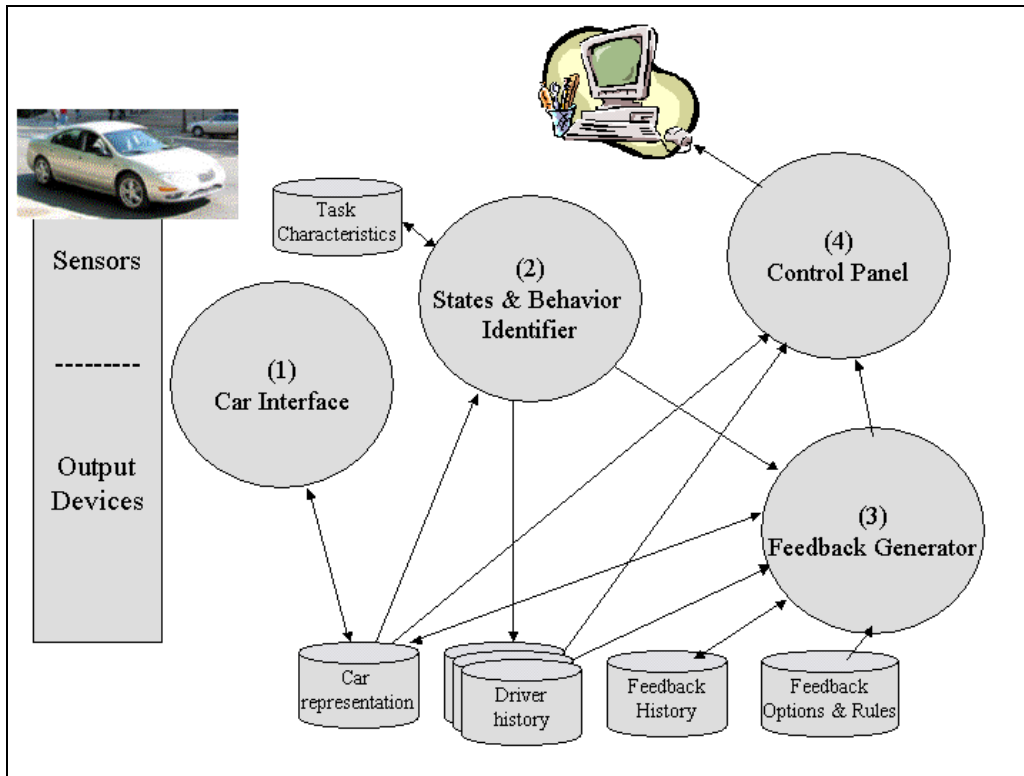 Sensors
---------
Output
Devices
(1)
Car Interface
Task
Characteristics
(2)
States & Behavior
Identifier
(4)
Control Panel
(3)
Feedback Generator
Car
representation
Driver
history
Feedback
History
Feedback
Options & Rules